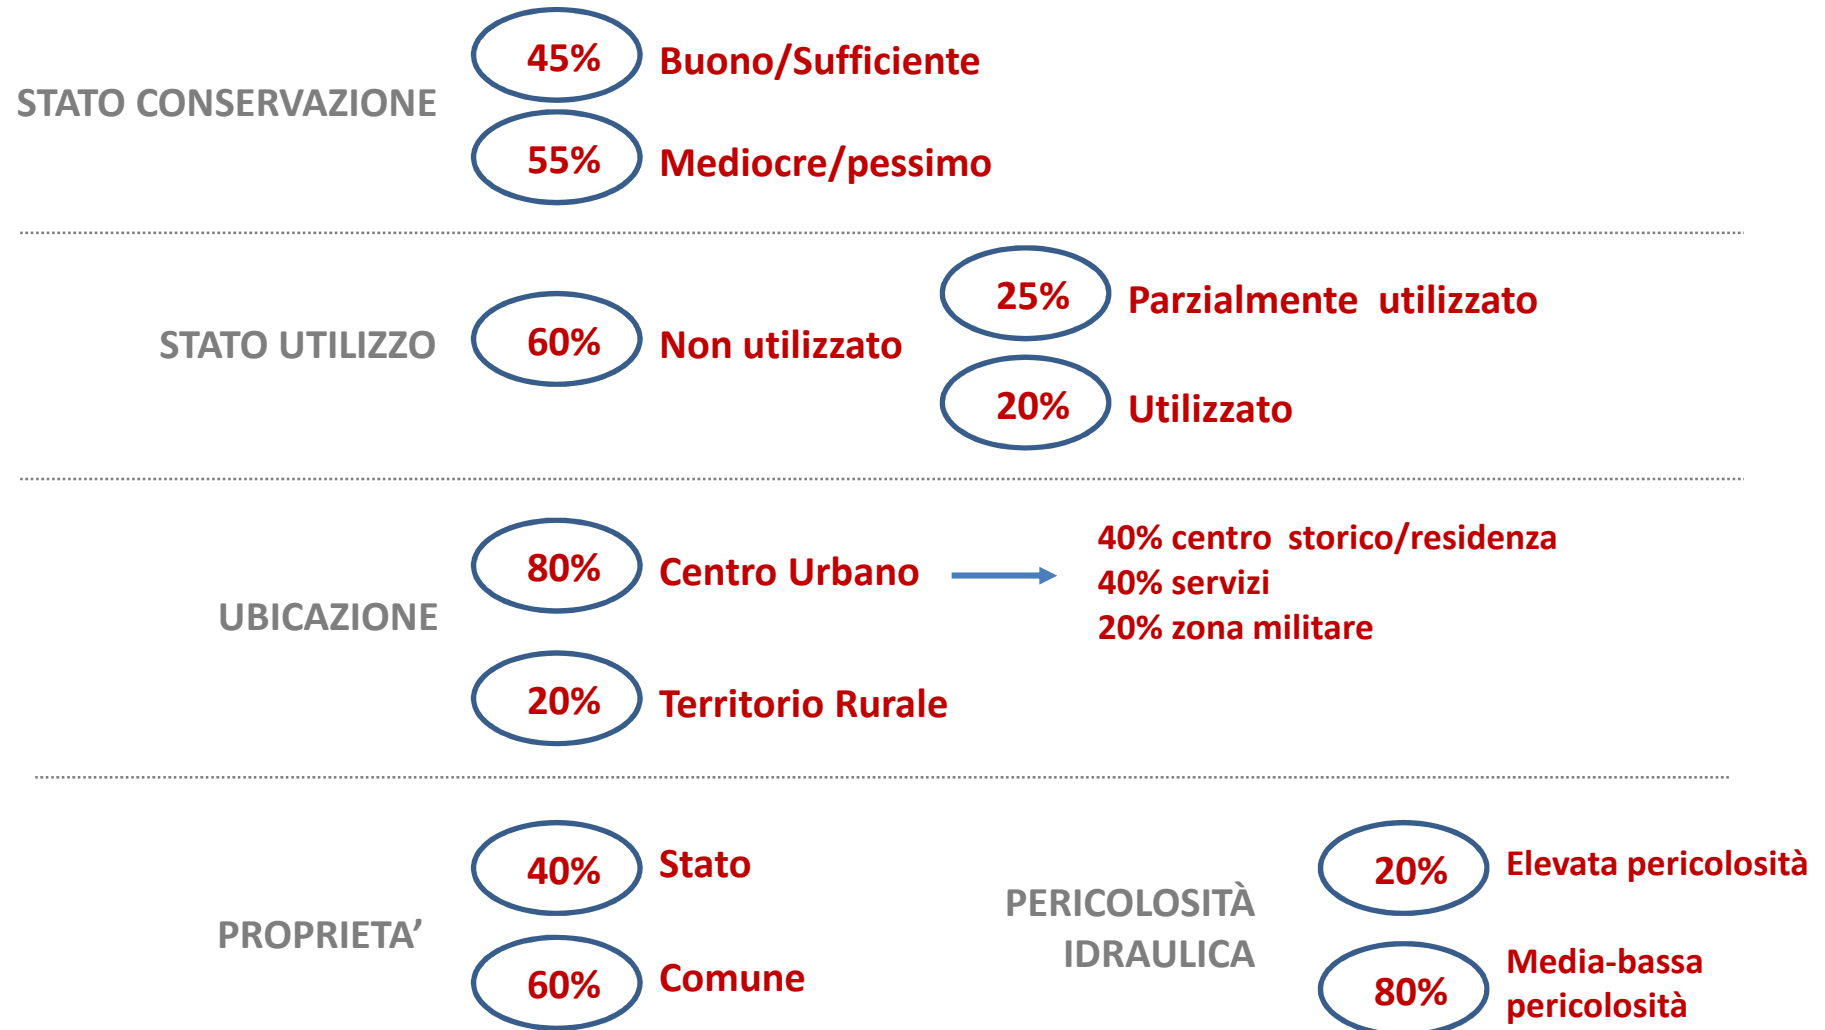 STATO CONSERVAZIONE
45% Buono/Sufficiente
55% Mediocre/pessimo
STATO UTILIZZO
60% Non utilizzato
25% Parzialmente utilizzato
20% Utilizzato
UBICAZIONE
80% Centro Urbano
40% centro storico/residenza
40% servizi
20% zona militare
20% Territorio Rurale
PROPRIETA’
40% Stato
60% Comune
PERICOLOSITÀ
IDRAULICA
20% Elevata pericolosità
80% Media-bassa
pericolosità